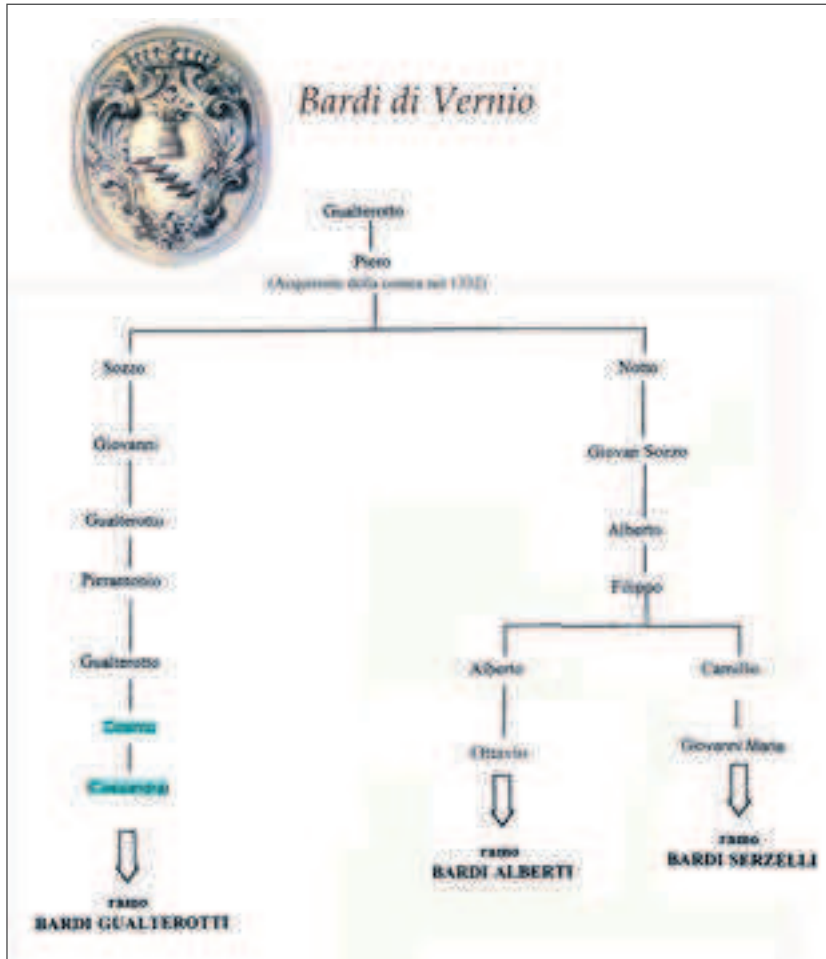 Bardi di Vernio
Gualterotto
Piero
(Acquirente della contea nel 1332)
Sozzo
Notto
Giovanni
Giovan Sozzo
Gualterotto
Alberto
Pierantonio
Filippo
Gualterotto
Alberto
Camillo
Ottavio
Giovanni Maria
ramo
BARDI ALBERTI
ramo
BARDI SERZELLI
ramo
BARDI GUALTEROTTI